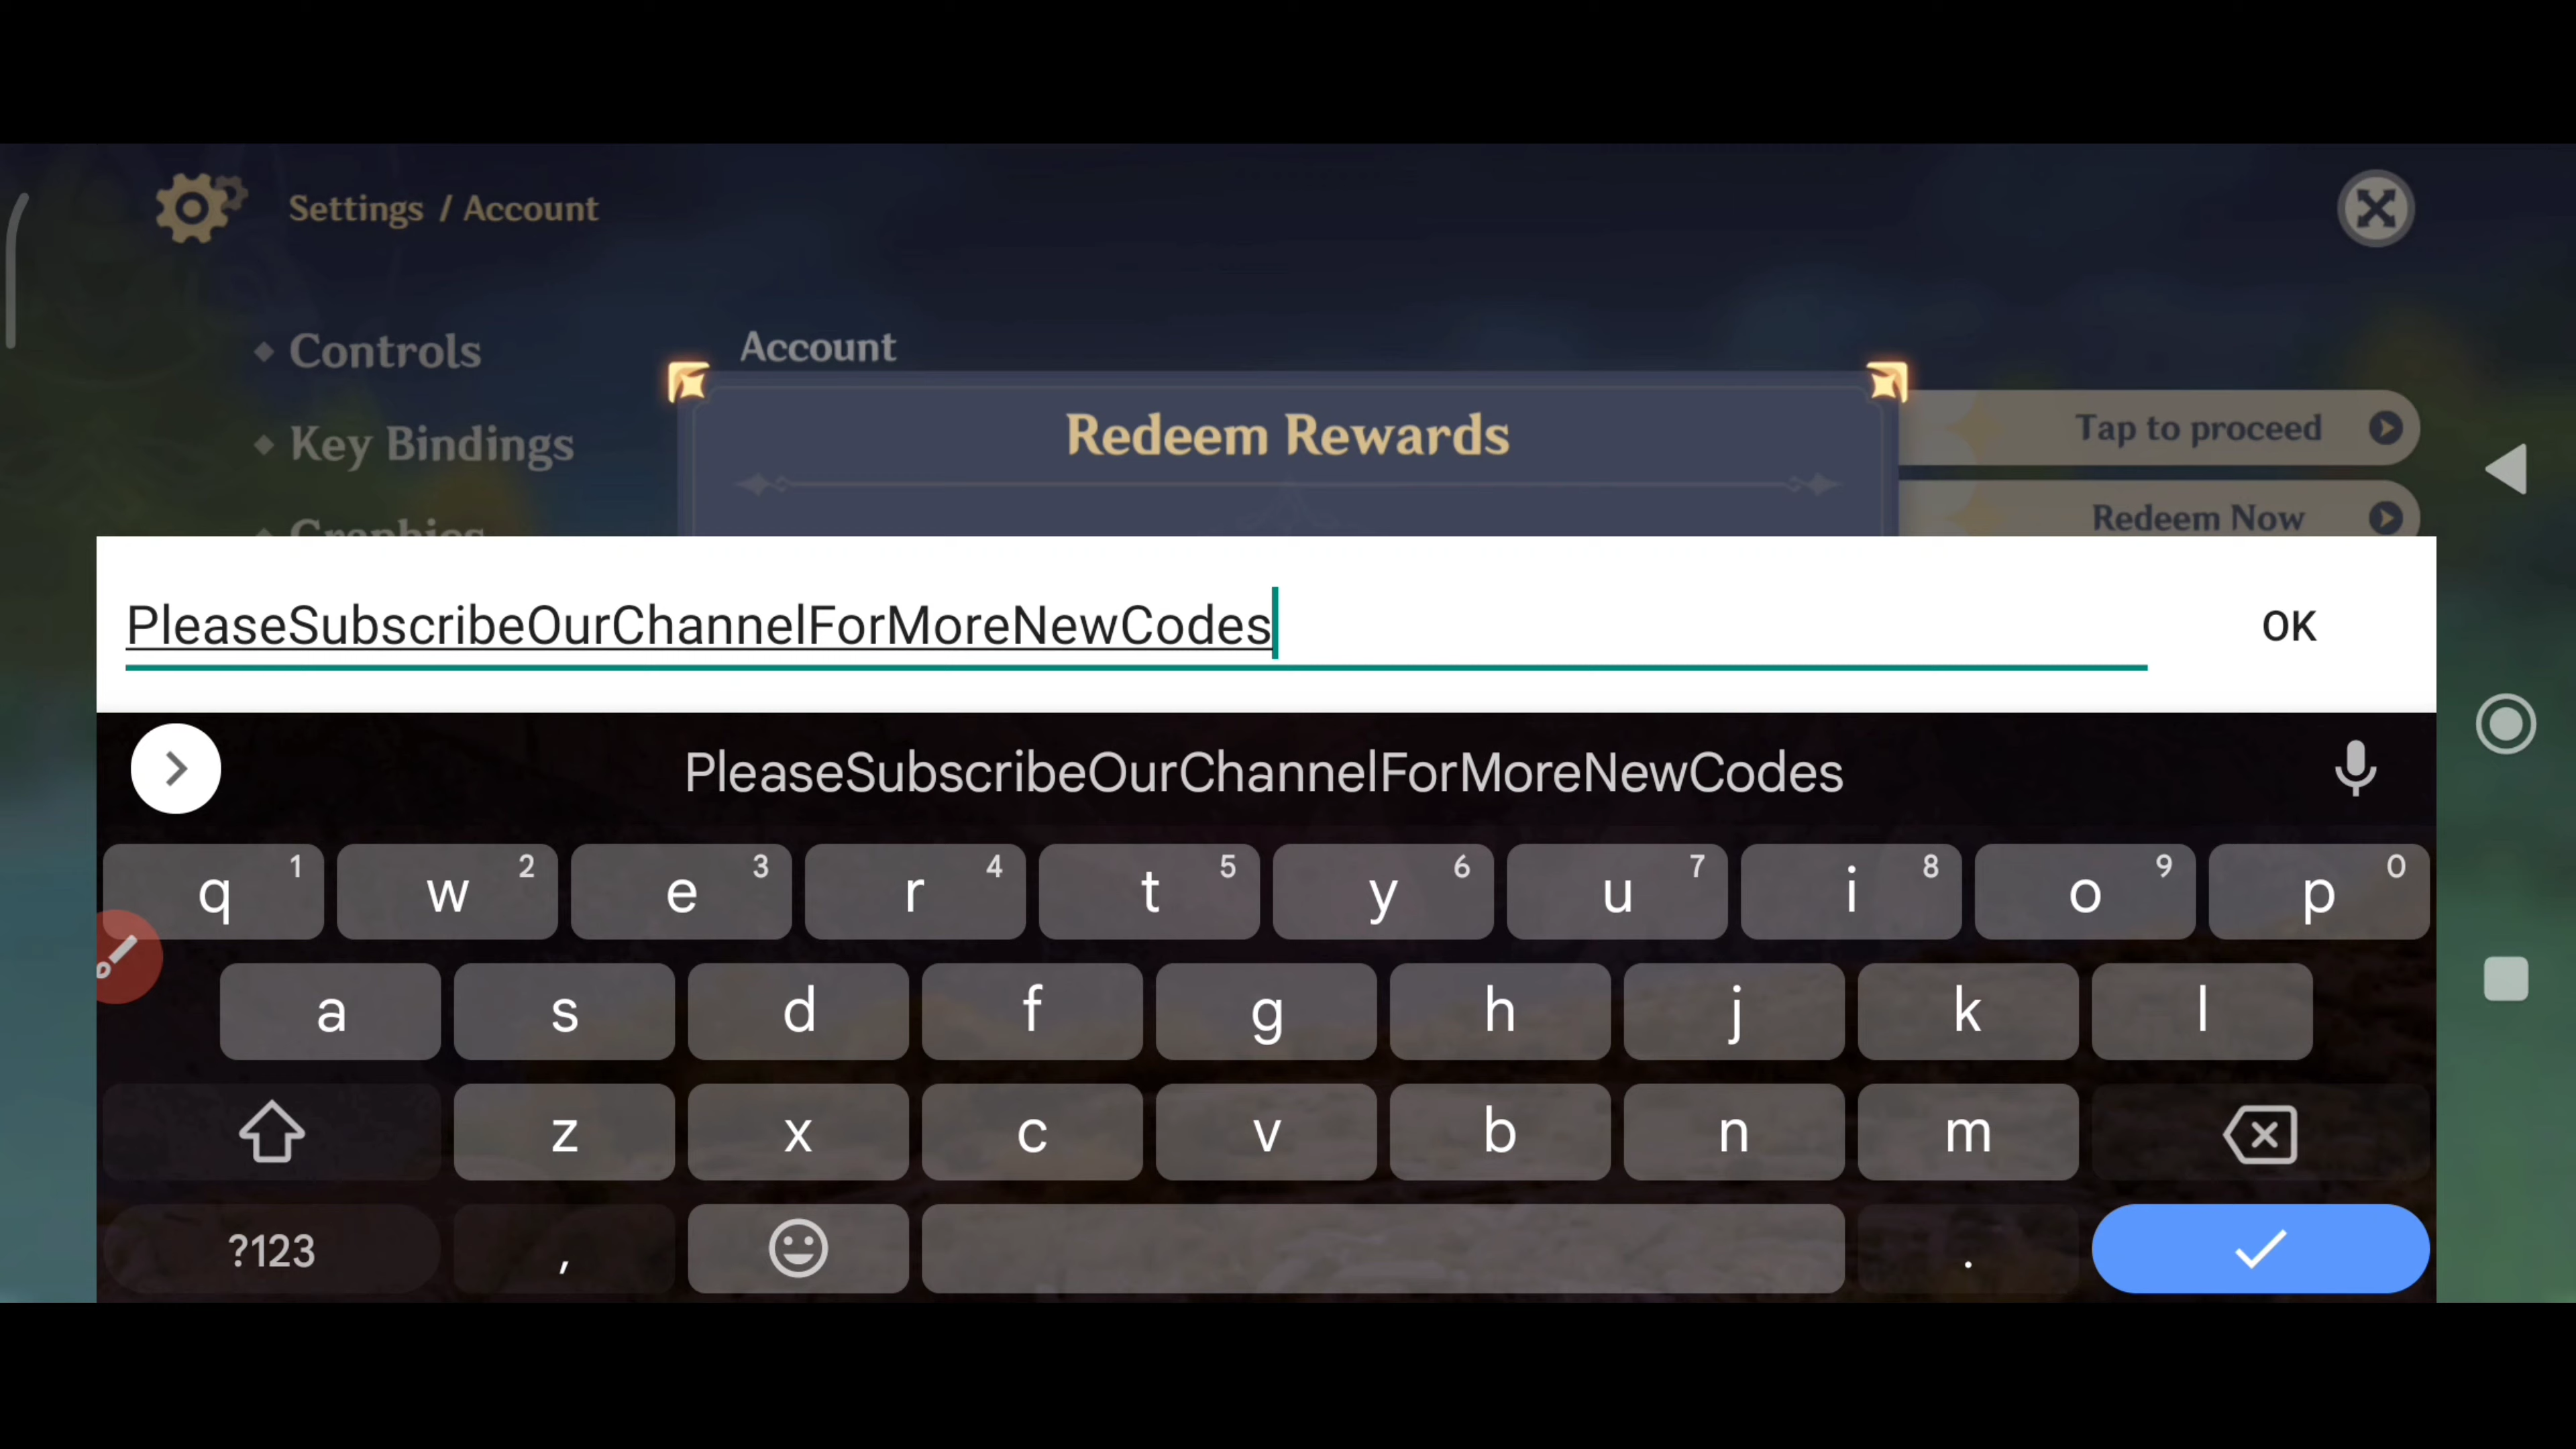 Settings / Account
Controls
Account
Key Bindings
Redeem Rewards
Tap to proceed
Graphics
Redeem Now
PleaseSubscribeOurChannelForMoreNewCodes
OK
PleaseSubscribeOurChannelForMoreNewCodes
q 1 w 2 e 3 r 4 t 5 y 6 u 7 i 8 o 9 p 0
a s d f g h j k l
z x c v b n m
?123 , .